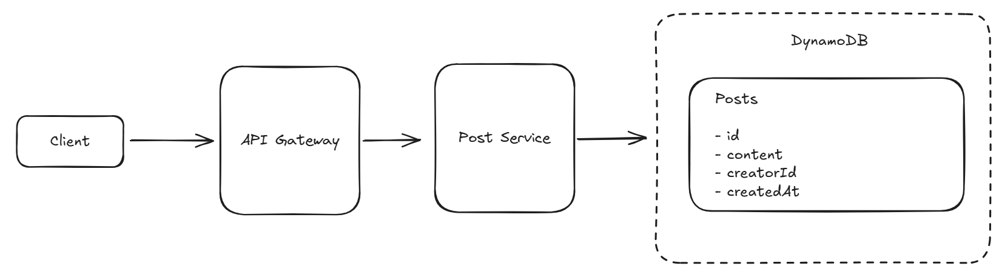 Client
API Gateway
Post Service
DynamoDB
Posts
- id
- content
- creatorId
- createdAt